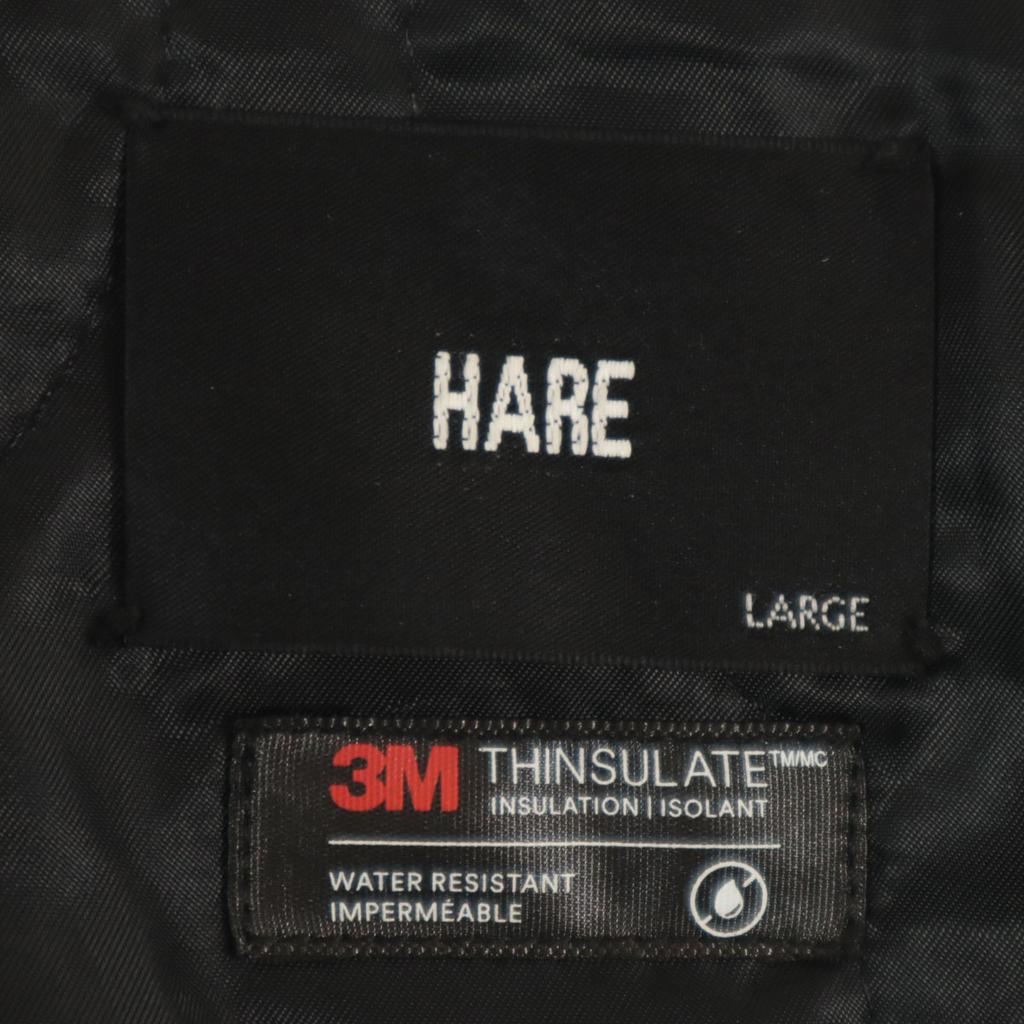 HARE
LARGE
3M THINSULATE™/MC
INSULATION | ISOLANT
WATER RESISTANT
IMPERMÉABLE